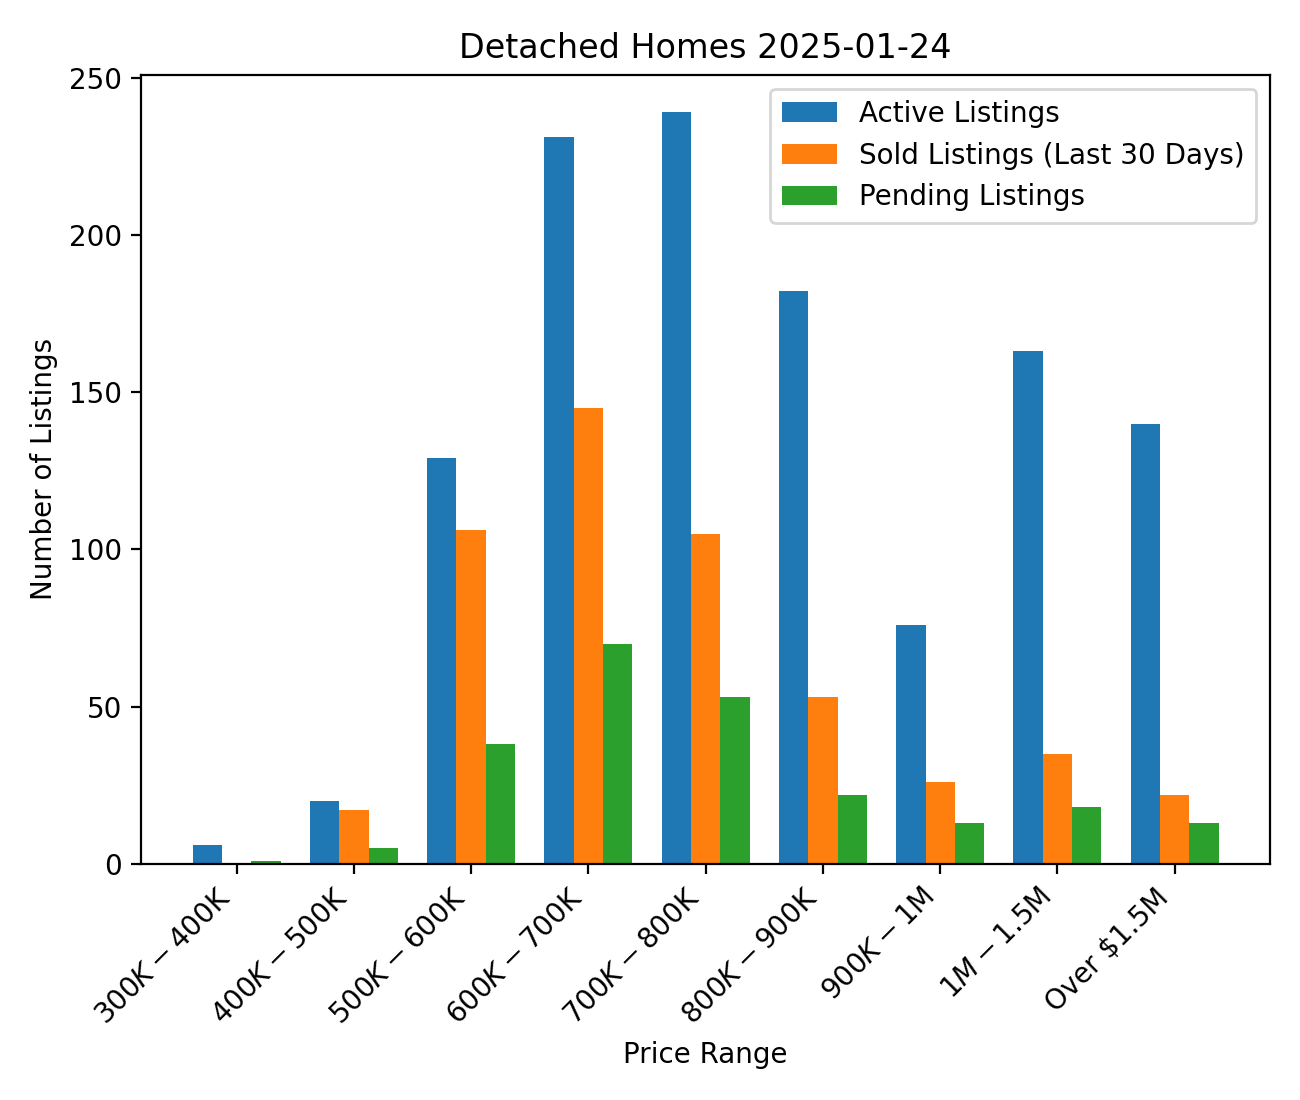 Detached Homes 2025-01-24
Active Listings
Sold Listings (Last 30 Days)
Pending Listings
Number of Listings
250
200
150
100
50
0
300K − 400K
400K − 500K
500K − 600K
600K − 700K
700K − 800K
800K − 900K
900K − 1M
1M − 1.5M
Over $1.5M
Price Range